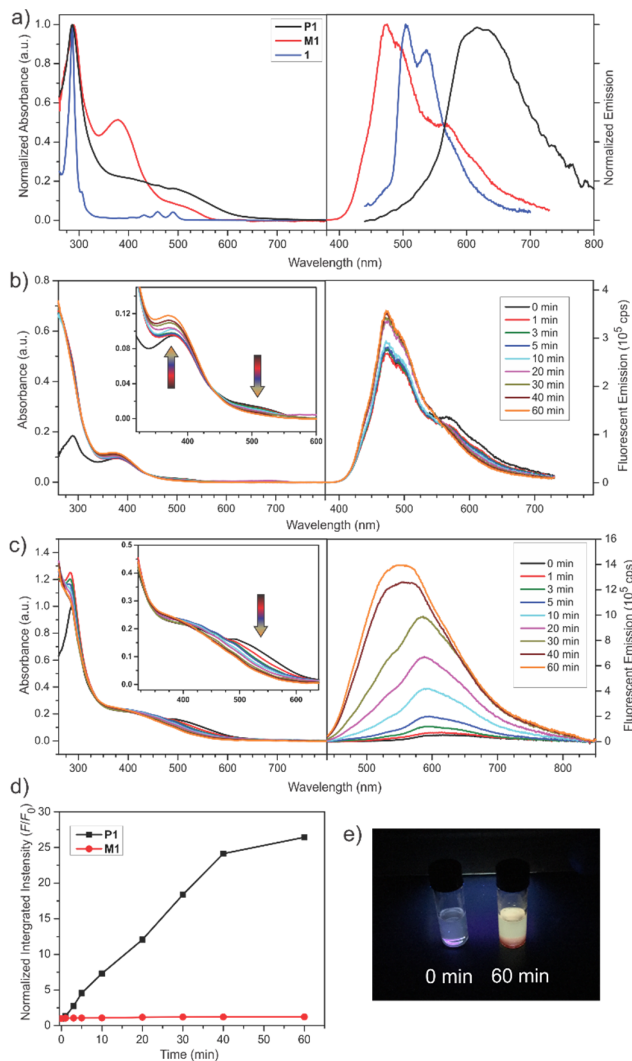 a)
P1
M1
1
Normalized Absorbance (a.u.)
Normalized Emission
1.0
0.8
0.6
0.4
0.2
0.0
300 400 500 600 700 400 500 600 700 800
Wavelength (nm)
b)
Absorbance (a.u.)
Fluorescent Emission (10⁵ cps)
0.8
0.7
0.6
0.5
0.4
0.3
0.2
0.1
0.0
0.12
0.08
0.04
0.00
400 500 600
0 min
1 min
3 min
5 min
10 min
20 min
30 min
40 min
60 min
4
3
2
1
0
300 400 500 600 700 400 500 600 700
Wavelength (nm)
c)
Absorbance (a.u.)
Fluorescent Emission (10⁵ cps)
1.4
1.2
1.0
0.8
0.6
0.4
0.2
0.0
0.5
0.4
0.3
0.2
0.1
0.0
400 500 600
0 min
1 min
3 min
5 min
10 min
20 min
30 min
40 min
60 min
16
14
12
10
8
6
4
2
0
300 400 500 600 700 500 600 700 800
Wavelength (nm)
d)
P1
M1
Normalized Intergrated Instensity (F/F₀)
30
25
20
15
10
5
0
0 10 20 30 40 50 60
Time (min)
e)
0 min 60 min